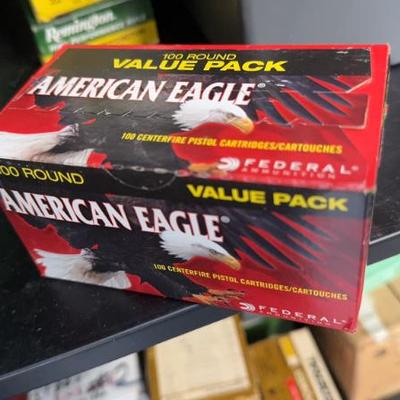 Remington
100 ROUND
VALUE PACK
AMERICAN EAGLE®
100 CENTERFIRE PISTOL CARTRIDGES/CARTOUCHES
FEDERAL
AMMUNITION
100 ROUND
VALUE PACK
AMERICAN EAGLE®
100 CENTERFIRE PISTOL CARTRIDGES/CARTOUCHES
FEDERAL
AMMUNITION